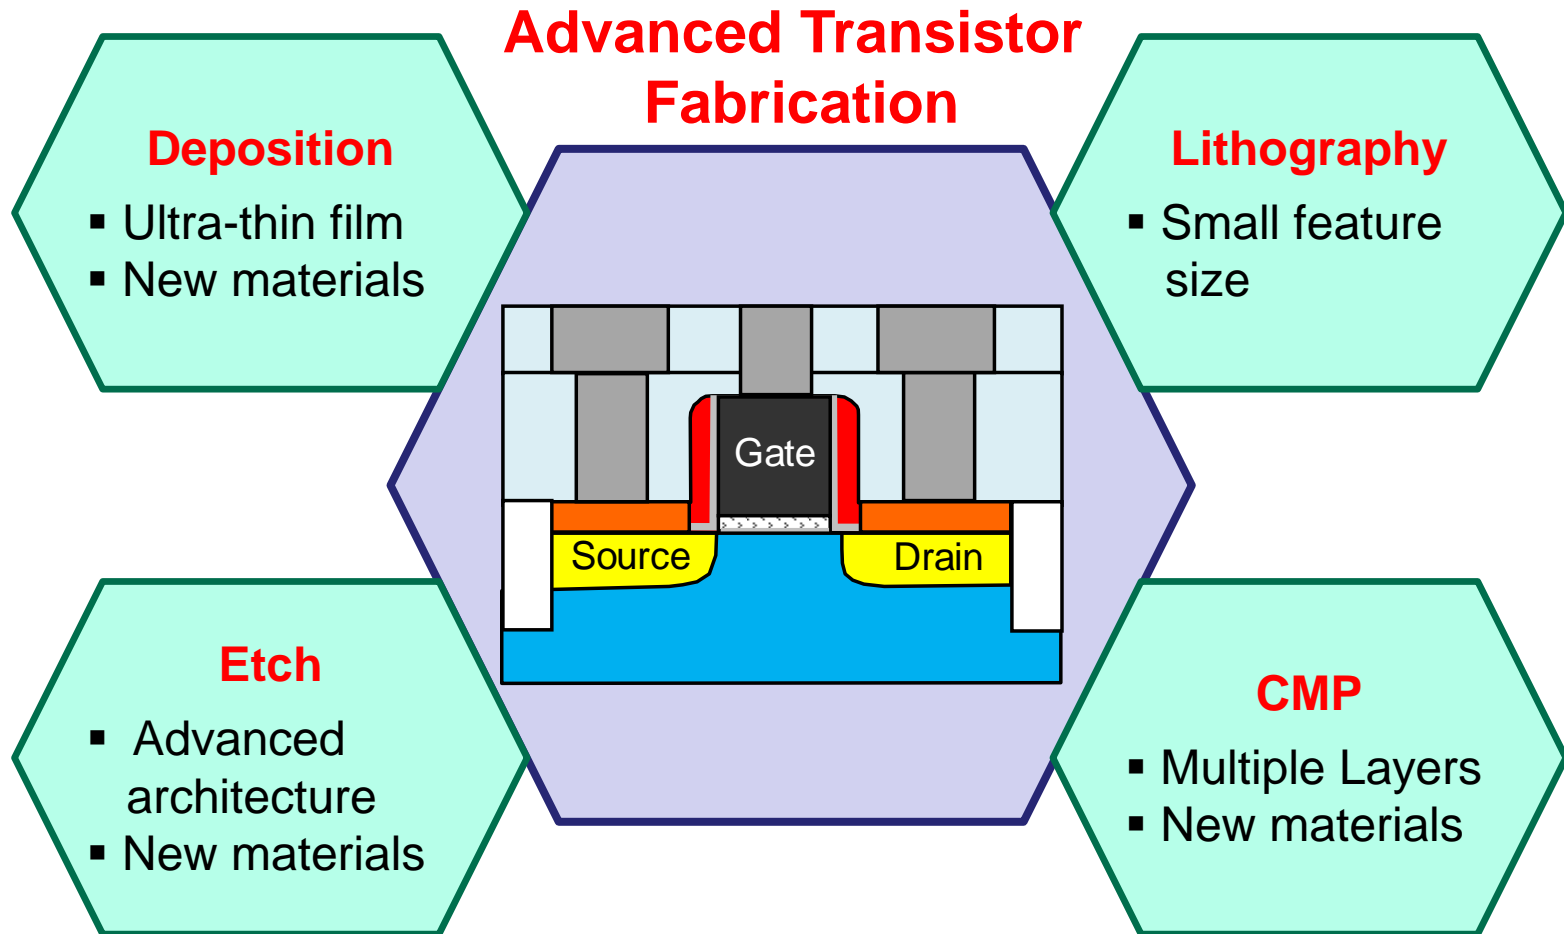 Advanced Transistor
Fabrication
Deposition
▪ Ultra-thin film
▪ New materials
Lithography
▪ Small feature
size
Gate
Source
Drain
Etch
▪ Advanced
architecture
▪ New materials
CMP
▪ Multiple Layers
▪ New materials